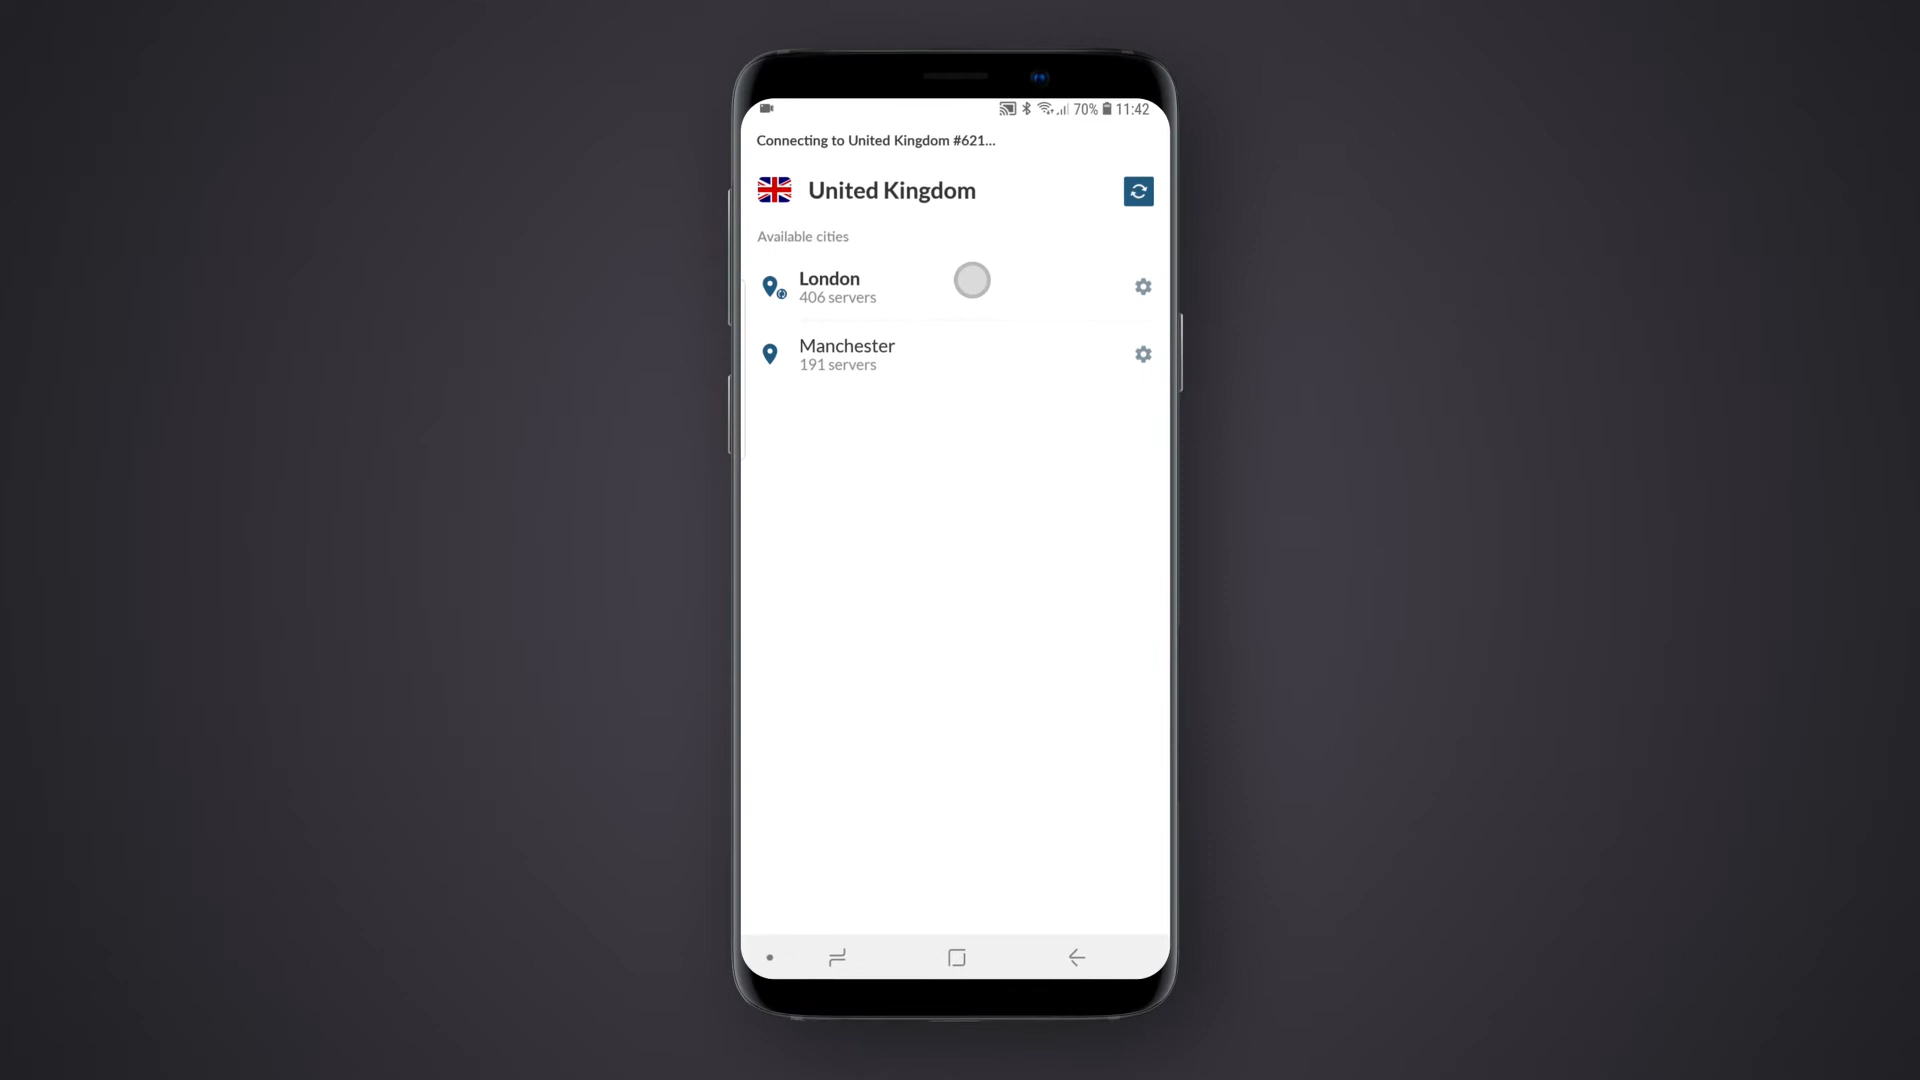 70% 11:42
Connecting to United Kingdom #621...
United Kingdom
Available cities
London
406 servers
Manchester
191 servers